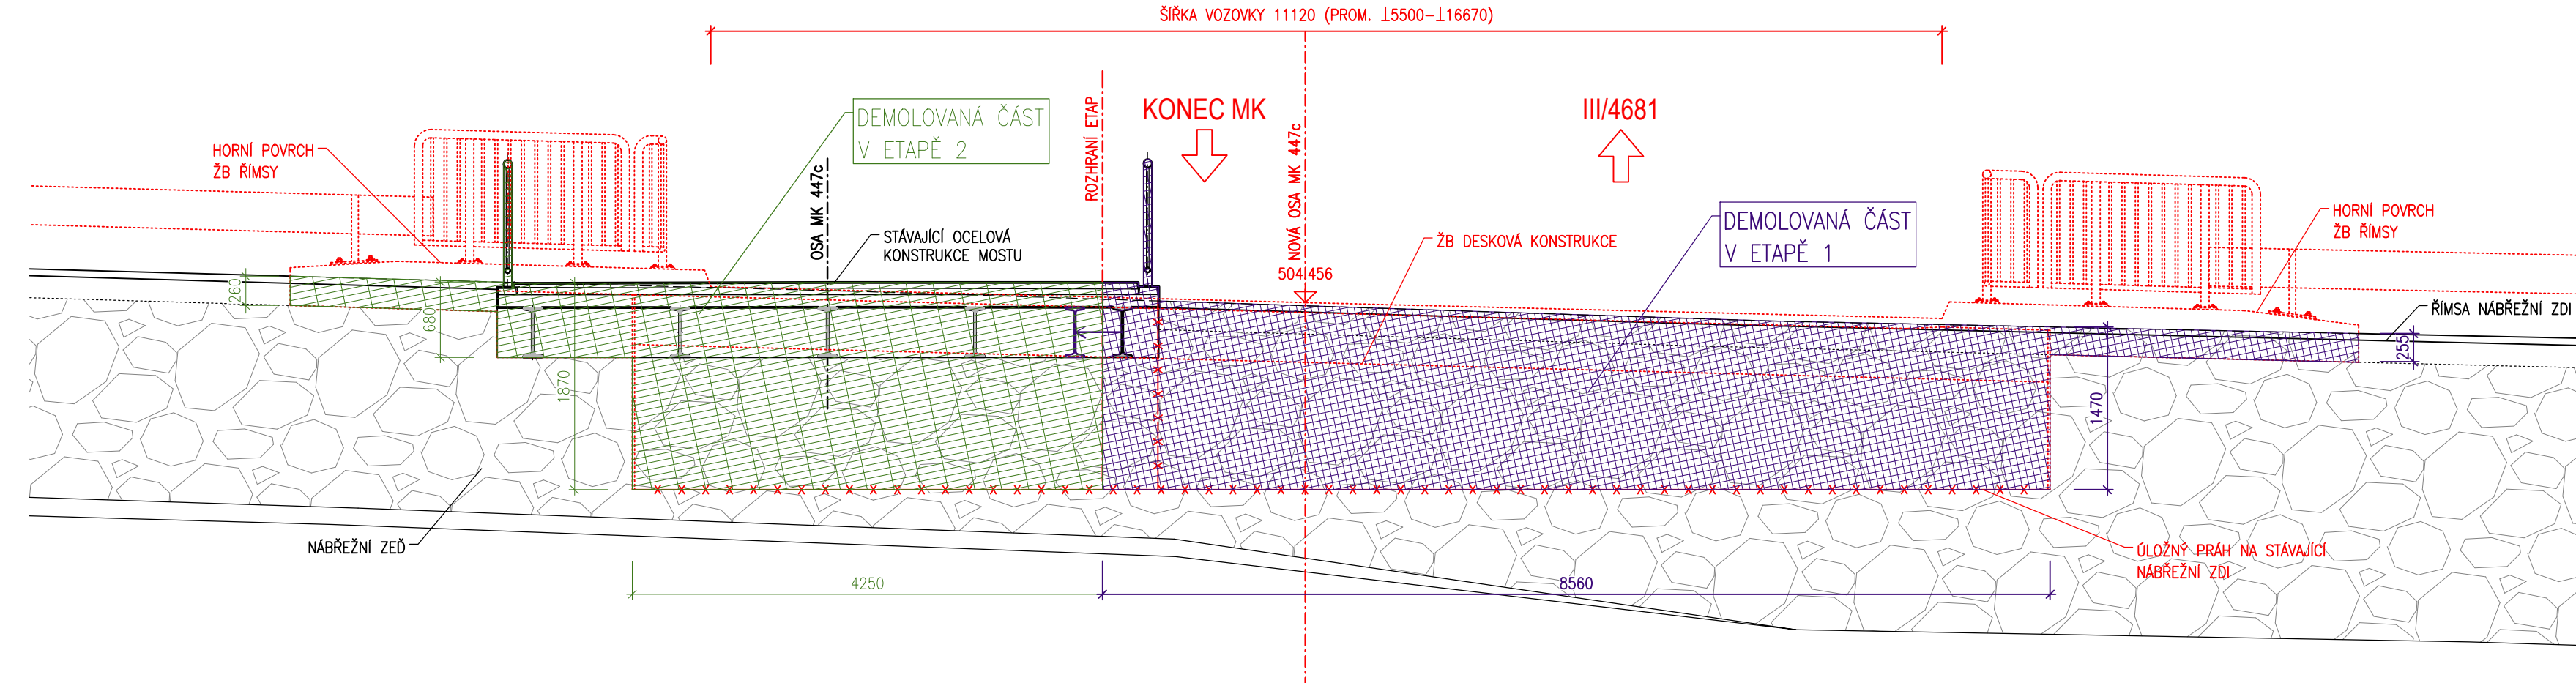 ŠÍŘKA VOZOVKY 11120 (PROM. ⊥5500-⊥16670)
KONEC MK
III/4681
DEMOLOVANÁ ČÁST
V ETAPĚ 2
ROZHRANÍ ETAP
NOVÁ OSA MK 447c
OSA MK 447c
HORNÍ POVRCH
ŽB ŘÍMSY
STÁVAJÍCÍ OCELOVÁ
KONSTRUKCE MOSTU
ŽB DESKOVÁ KONSTRUKCE
DEMOLOVANÁ ČÁST
V ETAPĚ 1
HORNÍ POVRCH
ŽB ŘÍMSY
504,456
260
680
1870
ŘÍMSA NÁBŘEŽNÍ ZDI
255
1470
NÁBŘEŽNÍ ZEĎ
ÚLOŽNÝ PRÁH NA STÁVAJÍCÍ
NÁBŘEŽNÍ ZDI
4250
8560